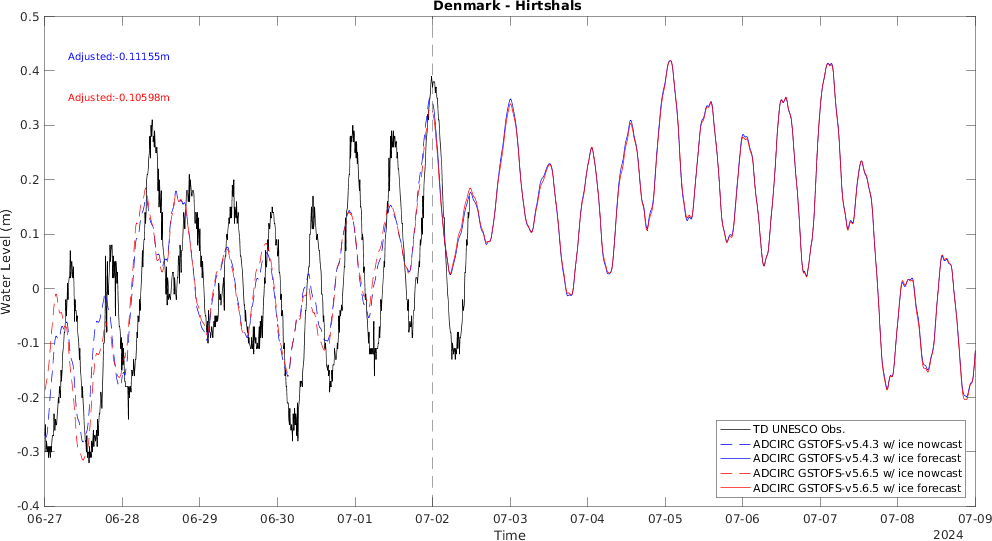 Denmark - Hirtshals
Adjusted:-0.11155m
Adjusted:-0.10598m
Water Level (m)
0.5
0.4
0.3
0.2
0.1
0
-0.1
-0.2
-0.3
-0.4
TD UNESCO Obs.
ADCIRC GSTOFS-v5.4.3 w/ ice nowcast
ADCIRC GSTOFS-v5.4.3 w/ ice forecast
ADCIRC GSTOFS-v5.6.5 w/ ice nowcast
ADCIRC GSTOFS-v5.6.5 w/ ice forecast
06-27 06-28 06-29 06-30 07-01 07-02 07-03 07-04 07-05 07-06 07-07 07-08 07-09
Time
2024